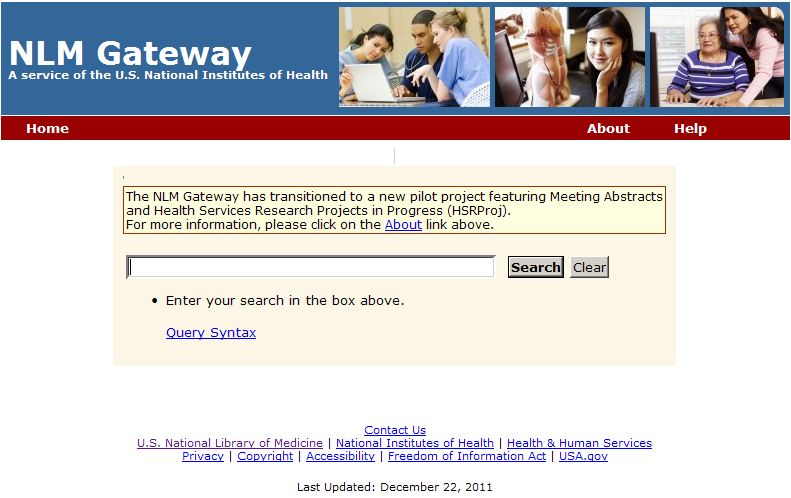 NLM Gateway
A service of the U.S. National Institutes of Health
Home About Help
The NLM Gateway has transitioned to a new pilot project featuring Meeting Abstracts
and Health Services Research Projects in Progress (HSRProj).
For more information, please click on the About link above.
Search Clear
• Enter your search in the box above.
Query Syntax
Contact Us
U.S. National Library of Medicine | National Institutes of Health | Health & Human Services
Privacy | Copyright | Accessibility | Freedom of Information Act | USA.gov
Last Updated: December 22, 2011